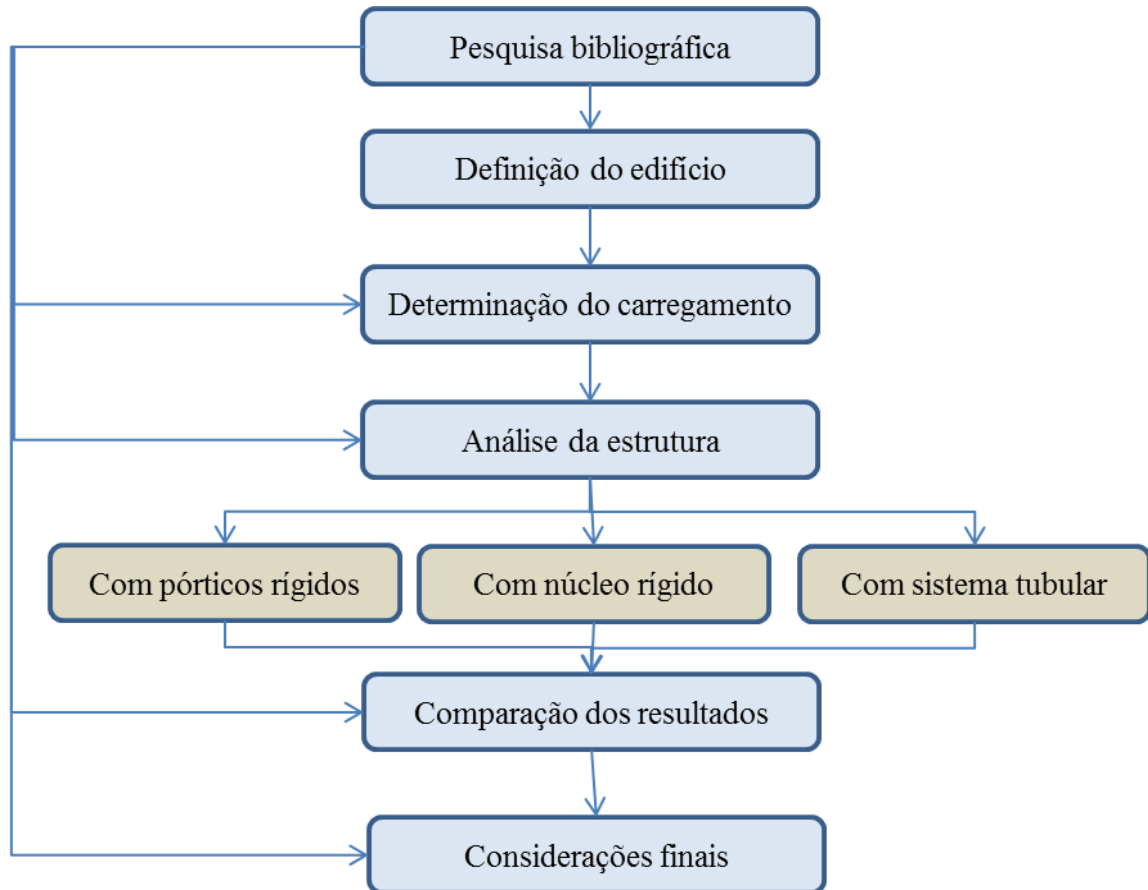 Pesquisa bibliográfica
Definição do edifício
Determinação do carregamento
Análise da estrutura
Com pórticos rígidos
Com núcleo rígido
Com sistema tubular
Comparação dos resultados
Considerações finais